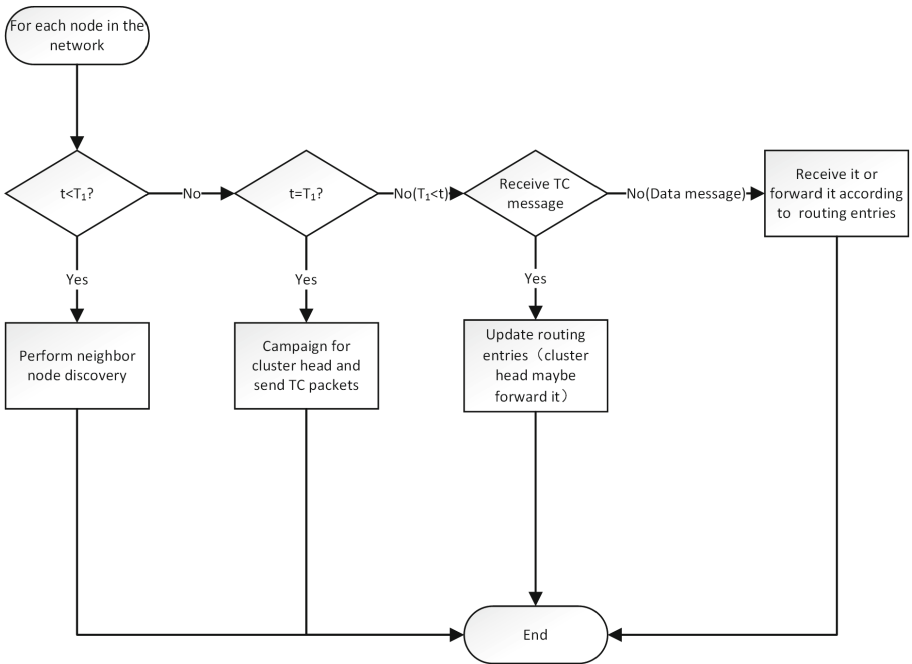 For each node in the
network
t<T₁?
No
t=T₁?
No(T₁<t)
Receive TC
message
No(Data message)
Receive it or
forward it according
to routing entries
Yes
Yes
Yes
Perform neighbor
node discovery
Campaign for
cluster head and
send TC packets
Update routing
entries（cluster
head maybe
forward it）
End